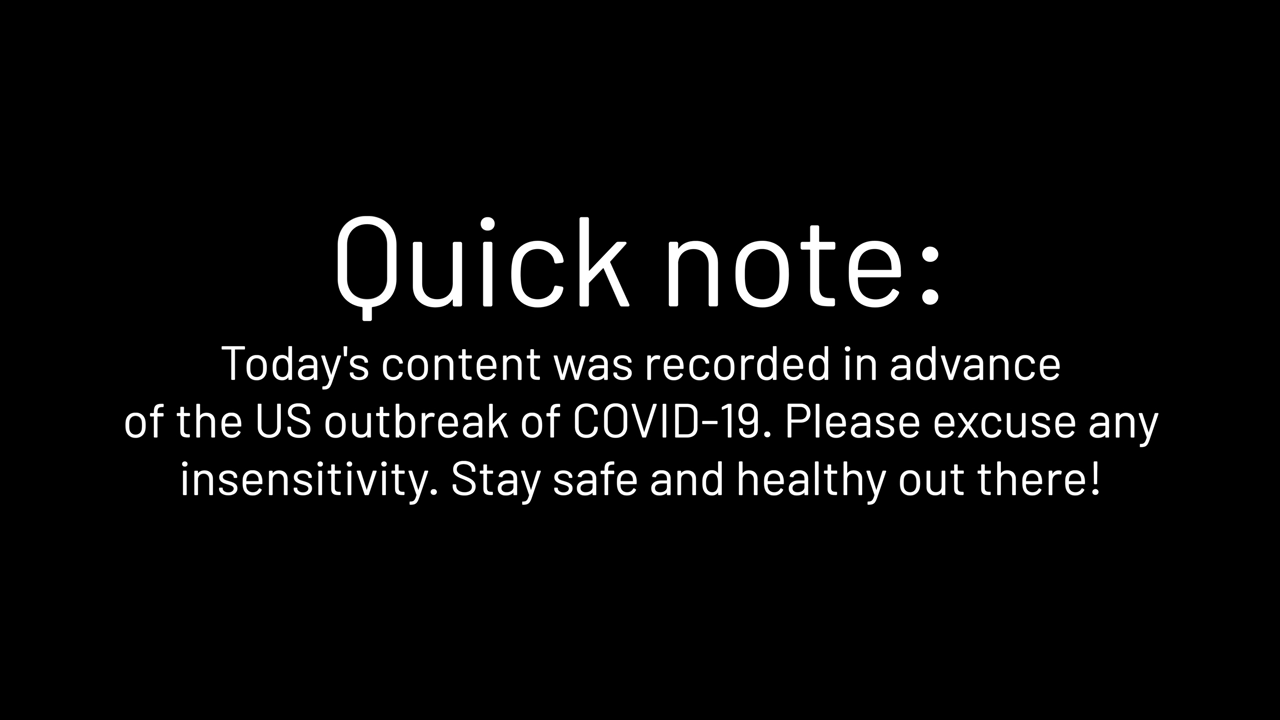 Quick note:
Today's content was recorded in advance
of the US outbreak of COVID-19. Please excuse any
insensitivity. Stay safe and healthy out there!